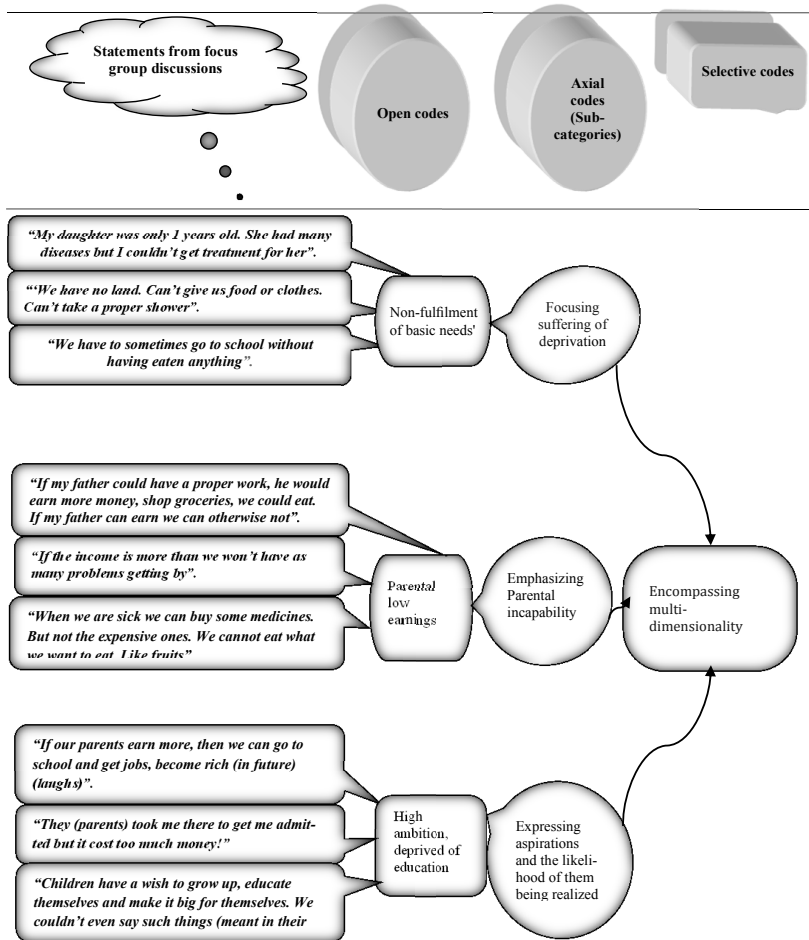 Statements from focus
group discussions
Open codes
Axial
codes
(Sub-
categories)
Selective codes
“My daughter was only 1 years old. She had many
diseases but I couldn’t get treatment for her”.
“‘We have no land. Can’t give us food or clothes.
Can’t take a proper shower”.
“We have to sometimes go to school without
having eaten anything”.
Non-fulfilment
of basic needs'
Focusing
suffering of
deprivation
“If my father could have a proper work, he would
earn more money, shop groceries, we could eat.
If my father can earn we can otherwise not”.
“If the income is more than we won’t have as
many problems getting by”.
“When we are sick we can buy some medicines.
But not the expensive ones. We cannot eat what
we want to eat. Like fruits”
Parental
low
earnings
Emphasizing
Parental
incapability
Encompassing
multi-
dimensionality
“If our parents earn more, then we can go to
school and get jobs, become rich (in future)
(laughs)”.
“They (parents) took me there to get me admit-
ted but it cost too much money!”
“Children have a wish to grow up, educate
themselves and make it big for themselves. We
couldn’t even say such things (meant in their
High
ambition,
deprived of
education
Expressing
aspirations
and the likeli-
hood of them
being realized